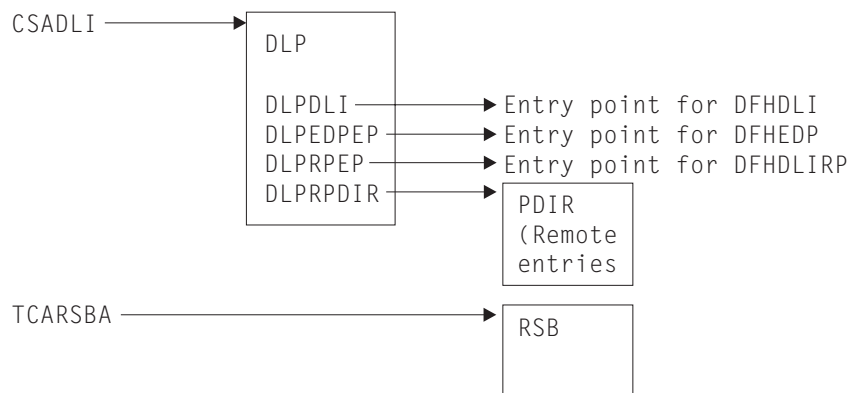 CSADLI
DLP
DLPDLI Entry point for DFHDLI
DLPEDPEP Entry point for DFHEDP
DLPRPEP Entry point for DFHDLIRP
DLPRPDIR
PDIR
(Remote
entries
TCARSBA
RSB